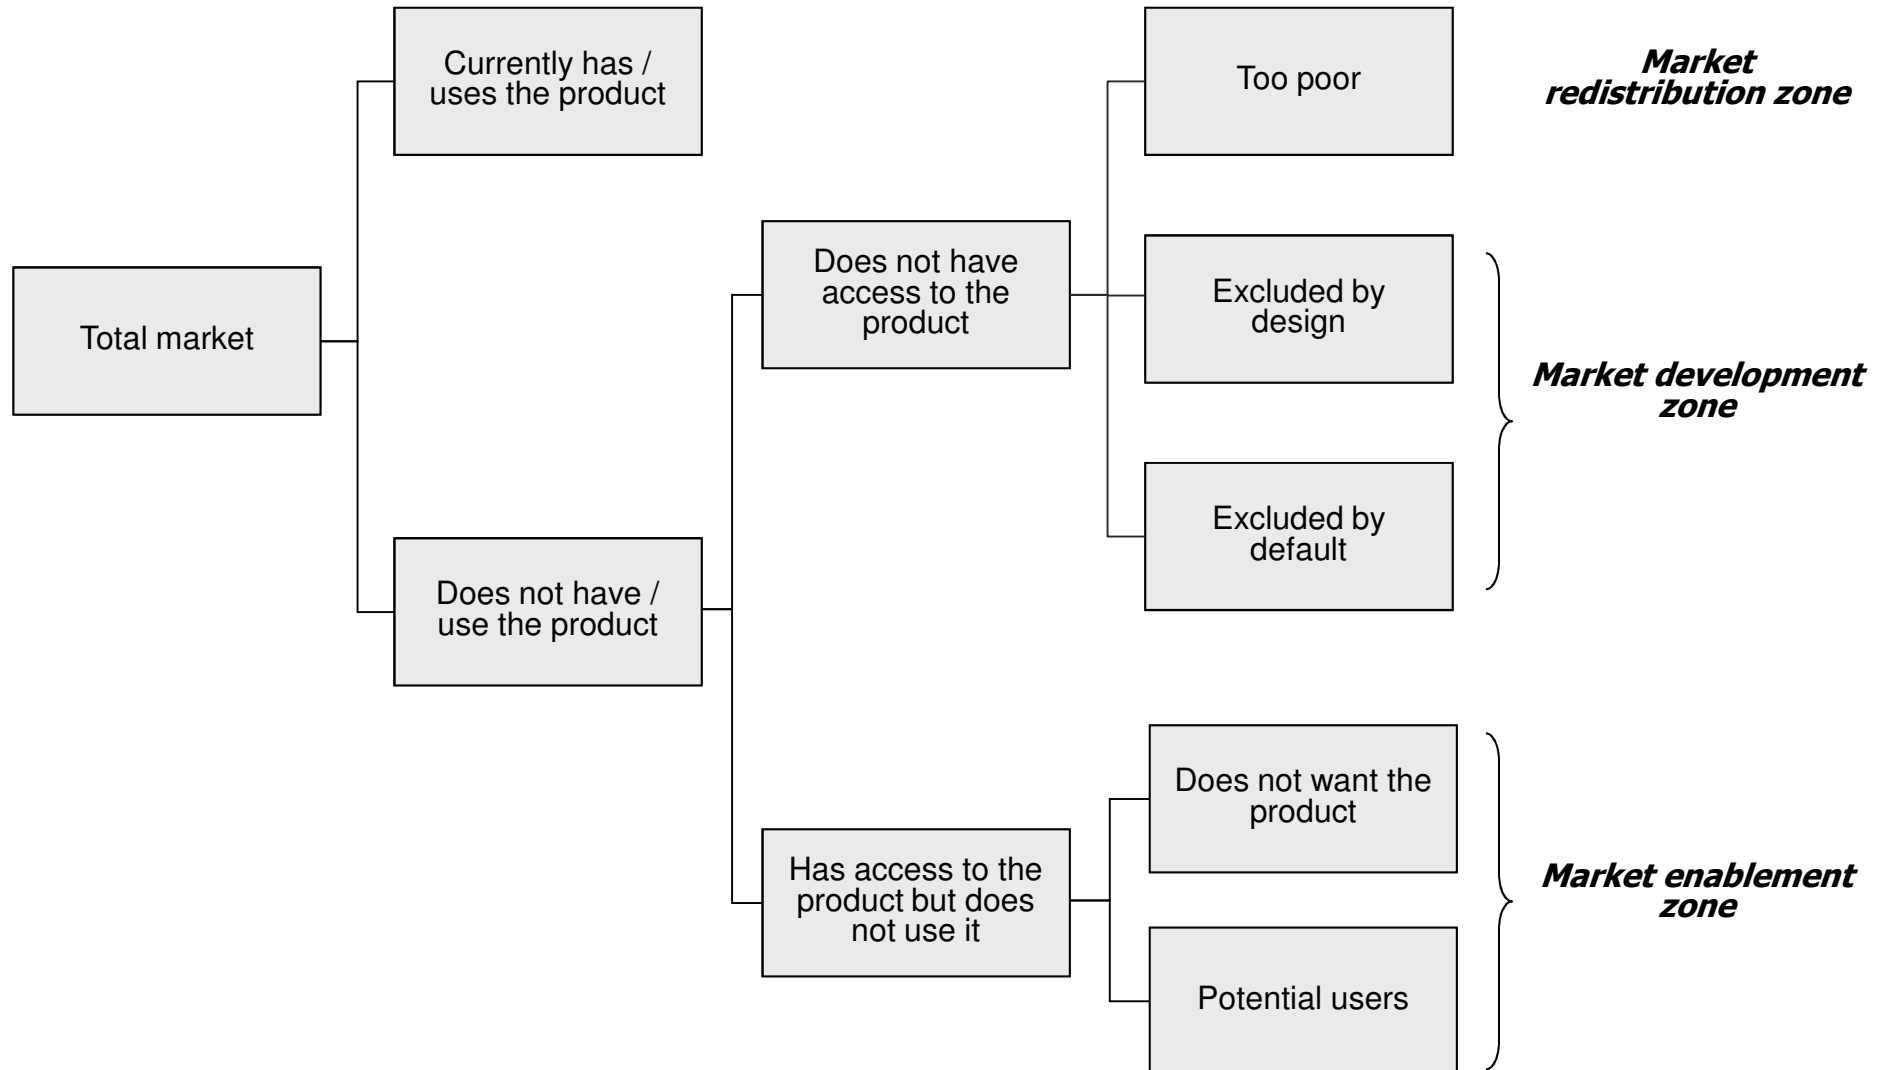 Currently has /
uses the product
Too poor
Market
redistribution zone
Total market
Does not have
access to the
product
Excluded by
design
Market development
zone
Excluded by
default
Does not have /
use the product
Does not want the
product
Has access to the
product but does
not use it
Market enablement
zone
Potential users